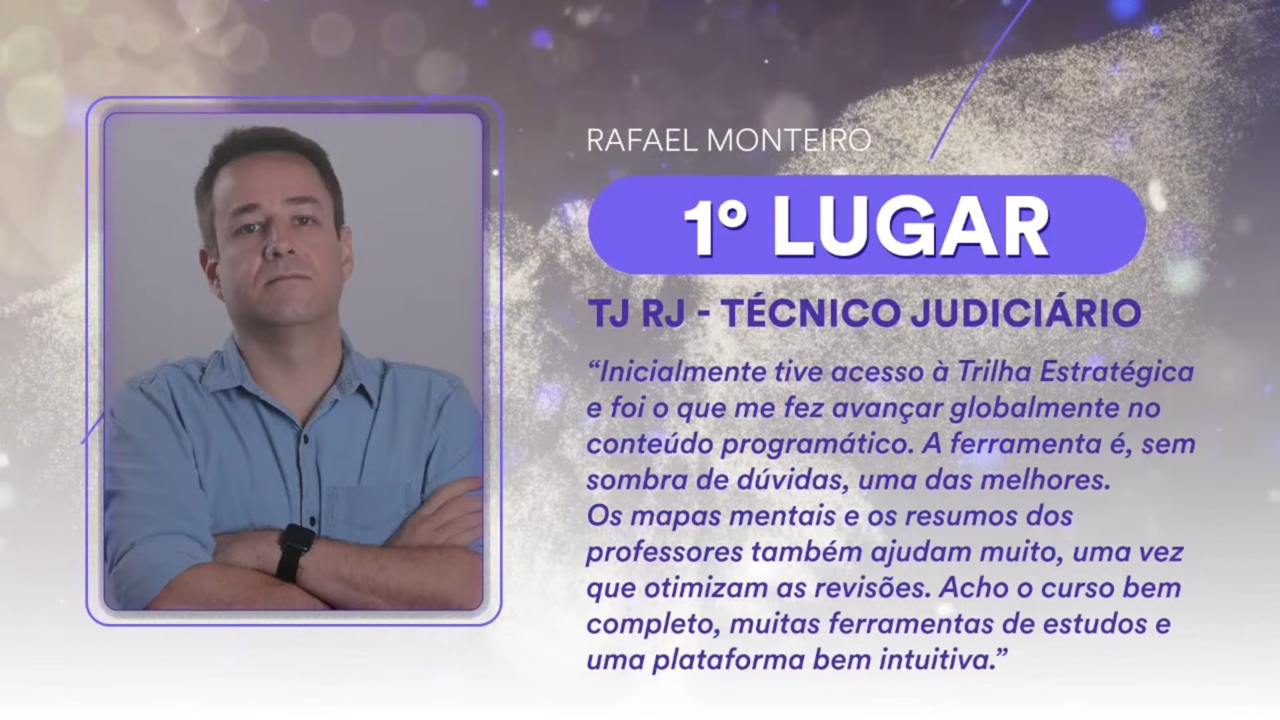 RAFAEL MONTEIRO
1º LUGAR
TJ RJ - TÉCNICO JUDICIÁRIO
“Inicialmente tive acesso à Trilha Estratégica
e foi o que me fez avançar globalmente no
conteúdo programático. A ferramenta é, sem
sombra de dúvidas, uma das melhores.
Os mapas mentais e os resumos dos
professores também ajudam muito, uma vez
que otimizam as revisões. Acho o curso bem
completo, muitas ferramentas de estudos e
uma plataforma bem intuitiva.”